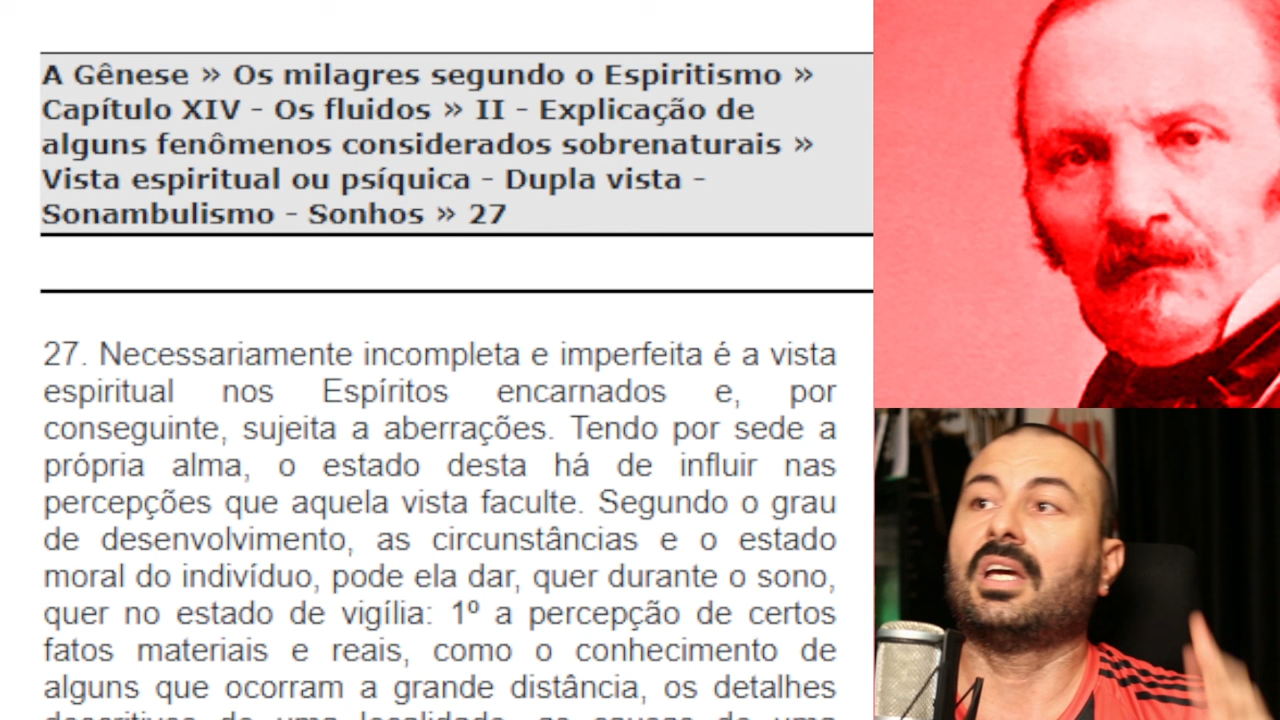 A Gênese » Os milagres segundo o Espiritismo »
Capítulo XIV - Os fluidos » II - Explicação de
alguns fenômenos considerados sobrenaturais »
Vista espiritual ou psíquica - Dupla vista -
Sonambulismo - Sonhos » 27
27. Necessariamente incompleta e imperfeita é a vista
espiritual nos Espíritos encarnados e, por
conseguinte, sujeita a aberrações. Tendo por sede a
própria alma, o estado desta há de influir nas
percepções que aquela vista faculte. Segundo o grau
de desenvolvimento, as circunstâncias e o estado
moral do indivíduo, pode ela dar, quer durante o sono,
quer no estado de vigília: 1º a percepção de certos
fatos materiais e reais, como o conhecimento de
alguns que ocorram a grande distância, os detalhes